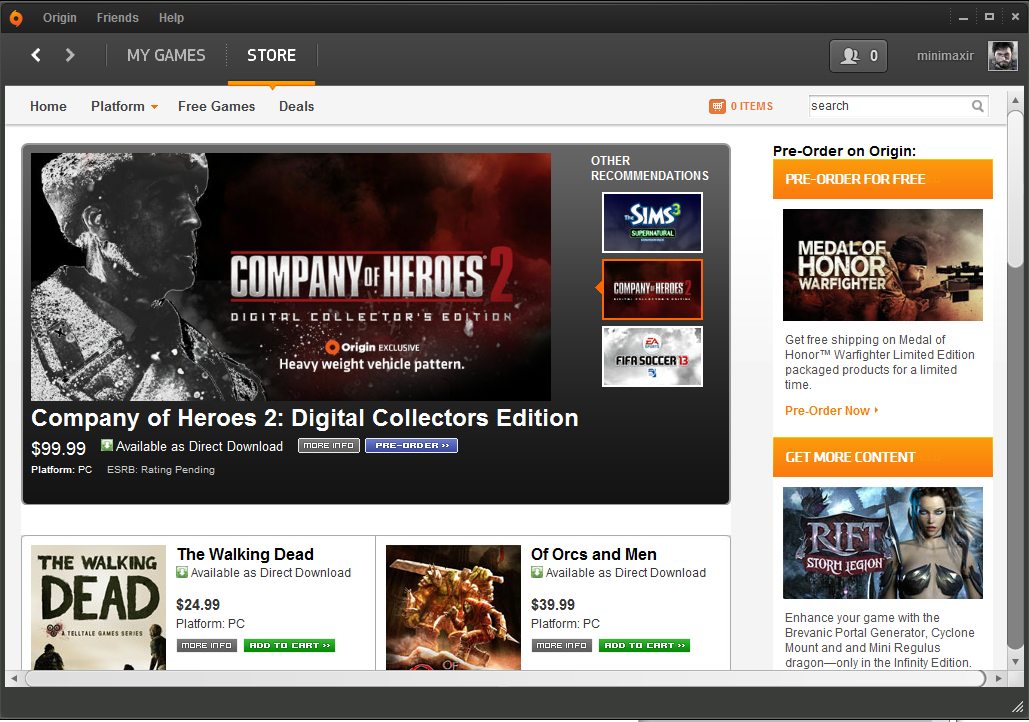 Origin Friends Help
MY GAMES STORE
0 minimaxir
Home Platform Free Games Deals
0 ITEMS
search
OTHER
RECOMMENDATIONS
The SIMS 3
SUPERNATURAL
COMPANY OF HEROES 2
DIGITAL COLLECTOR'S EDITION
EA
SPORTS
FIFA SOCCER 13
COMPANY OF HEROES 2
DIGITAL COLLECTOR'S EDITION
Origin EXCLUSIVE
Heavy weight vehicle pattern.
Company of Heroes 2: Digital Collectors Edition
$99.99 Available as Direct Download MORE INFO PRE-ORDER >>
Platform: PC ESRB: Rating Pending
THE WALKING
DEAD
A TELLTALE GAMES SERIES
The Walking Dead
Available as Direct Download
$24.99
Platform: PC
MORE INFO ADD TO CART >>
OF
Of Orcs and Men
Available as Direct Download
$39.99
Platform: PC
MORE INFO ADD TO CART >>
Pre-Order on Origin:
PRE-ORDER FOR FREE
MEDAL OF
HONOR
WARFIGHTER
Get free shipping on Medal of
Honor™ Warfighter Limited Edition
packaged products for a limited
time.
Pre-Order Now
GET MORE CONTENT
RIFT
STORM LEGION
Enhance your game with the
Brevanic Portal Generator, Cyclone
Mount and and Mini Regulus
dragon—only in the Infinity Edition.